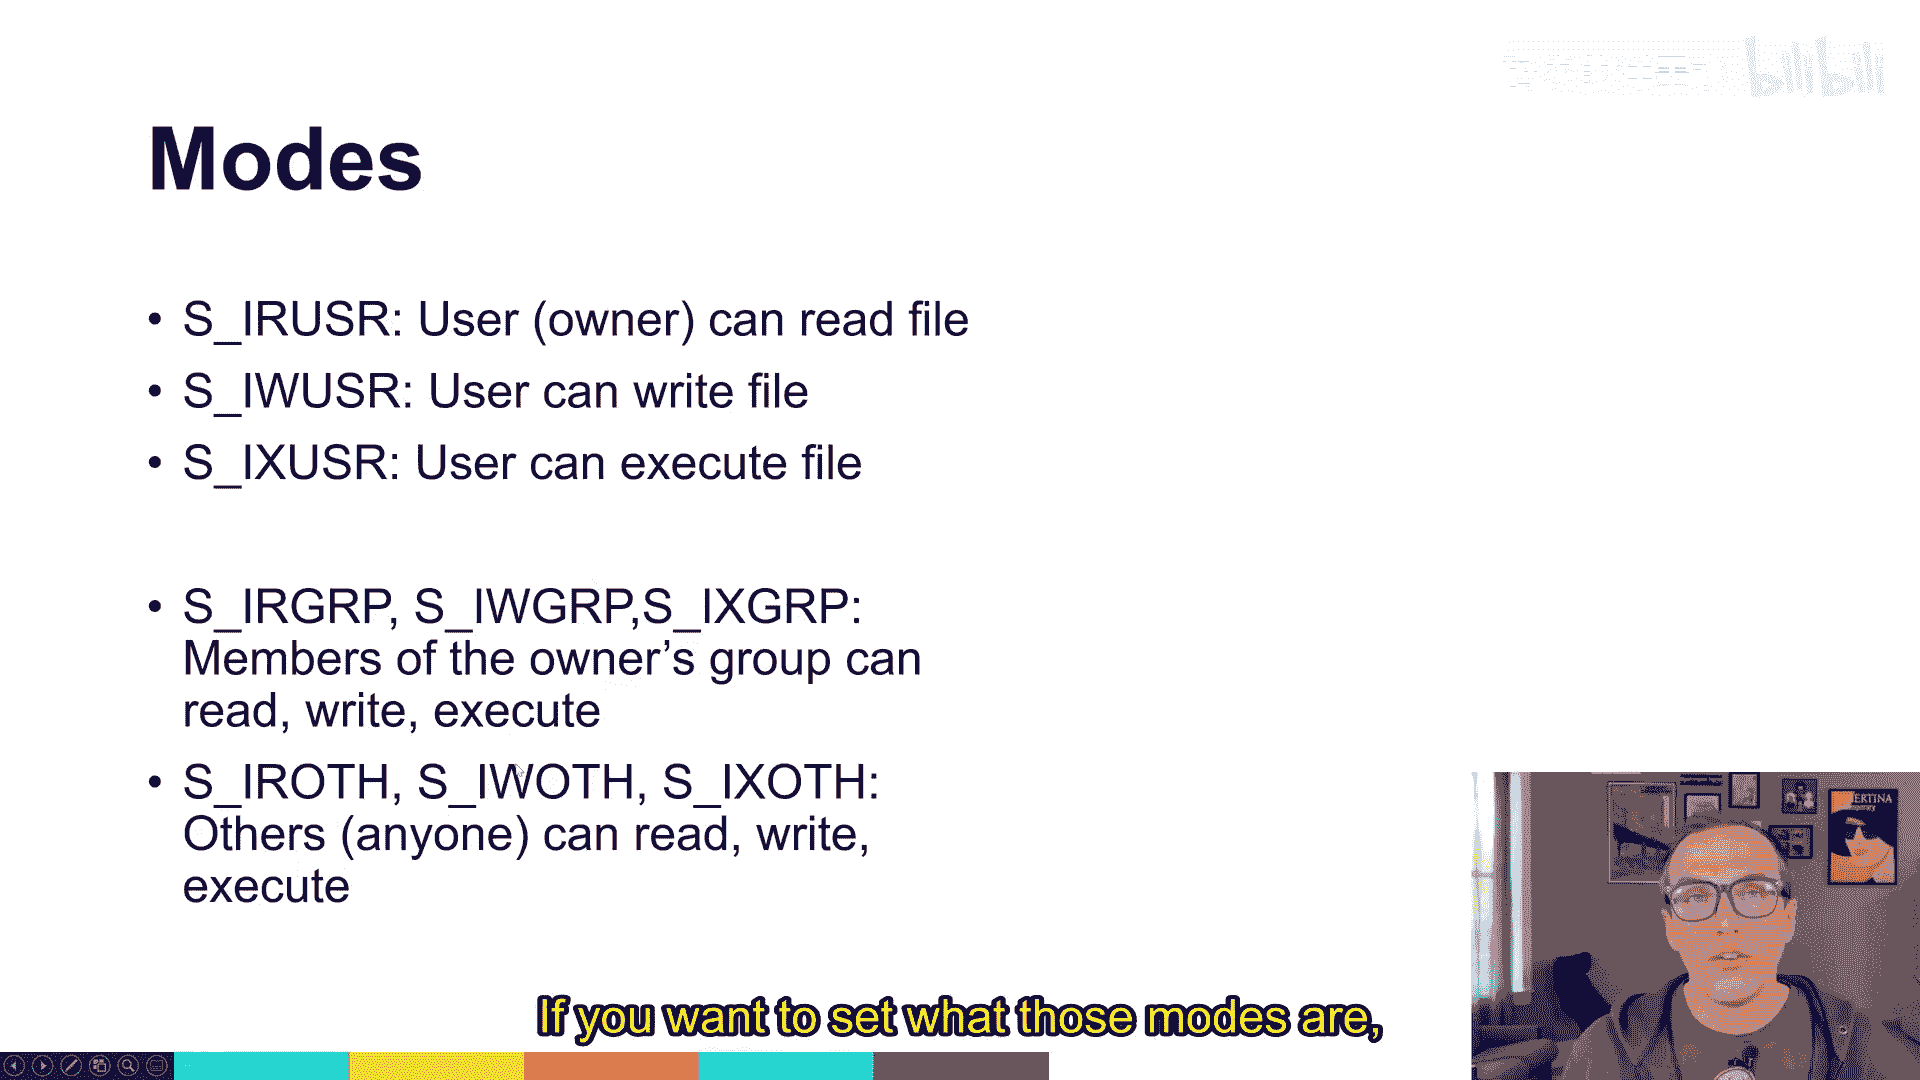 bilibili
Modes
• S_IRUSR: User (owner) can read file
• S_IWUSR: User can write file
• S_IXUSR: User can execute file
• S_IRGRP, S_IWGRP,S_IXGRP:
Members of the owner’s group can
read, write, execute
• S_IROTH, S_IWOTH, S_IXOTH:
Others (anyone) can read, write,
execute
ERTINA
If you want to set what those modes are,